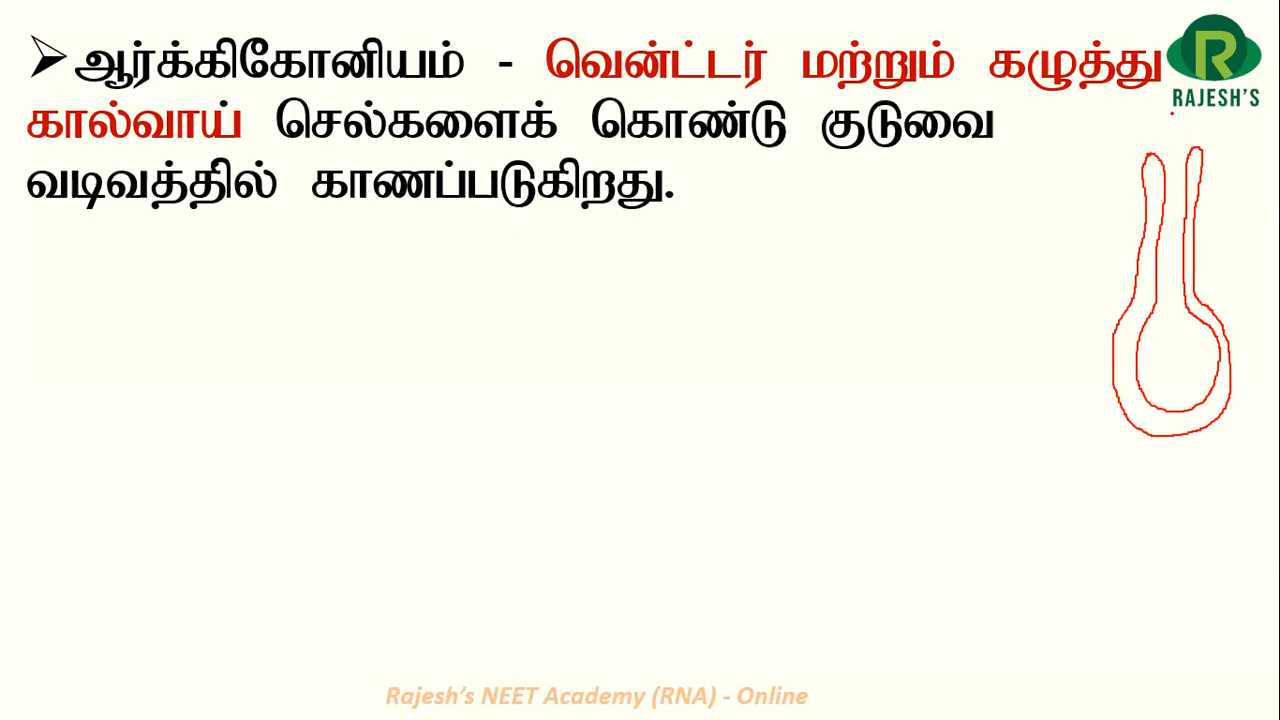 ➢ஆர்க்கிகோனியம் - வென்ட்டர் மற்றும் கழுத்து
கால்வாய் செல்களைக் கொண்டு குடுவை
வடிவத்தில் காணப்படுகிறது.
R
RAJESH'S
Rajesh's NEET Academy (RNA) - Online